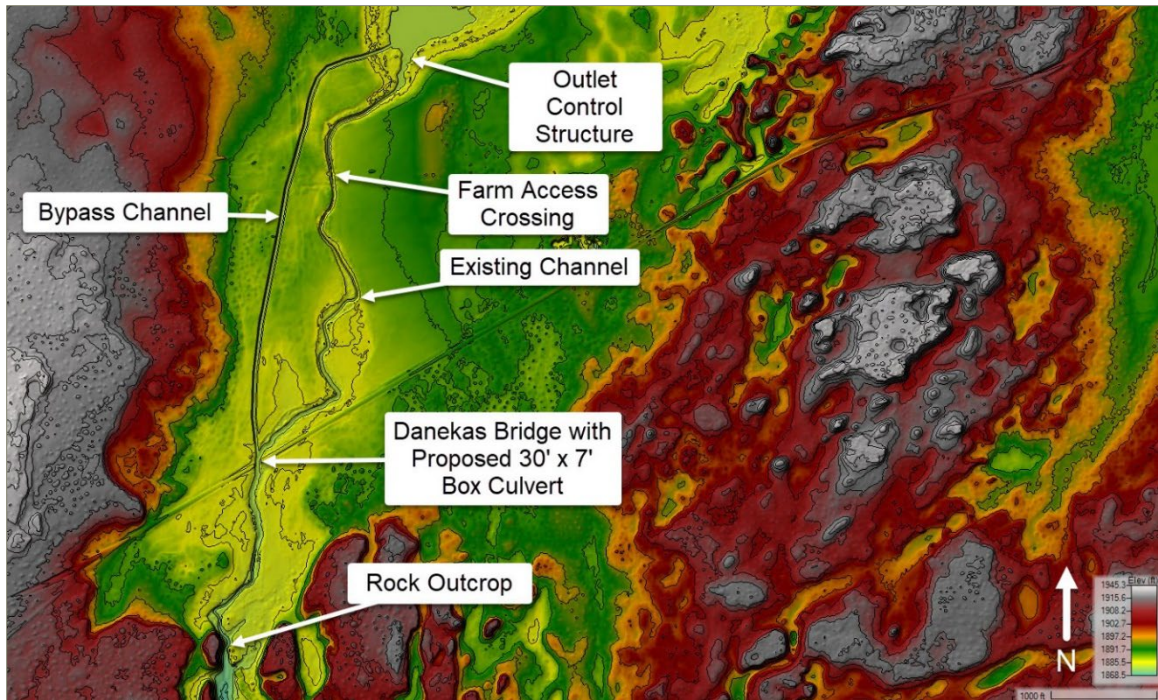 Outlet
Control
Structure
Farm Access
Crossing
Bypass Channel
Existing Channel
Danekas Bridge with
Proposed 30' x 7'
Box Culvert
Rock Outcrop
N
Elev (ft)
1945.3
1915.6
1908.2
1902.7
1897.2
1891.7
1885.5
1868.5
1000 ft